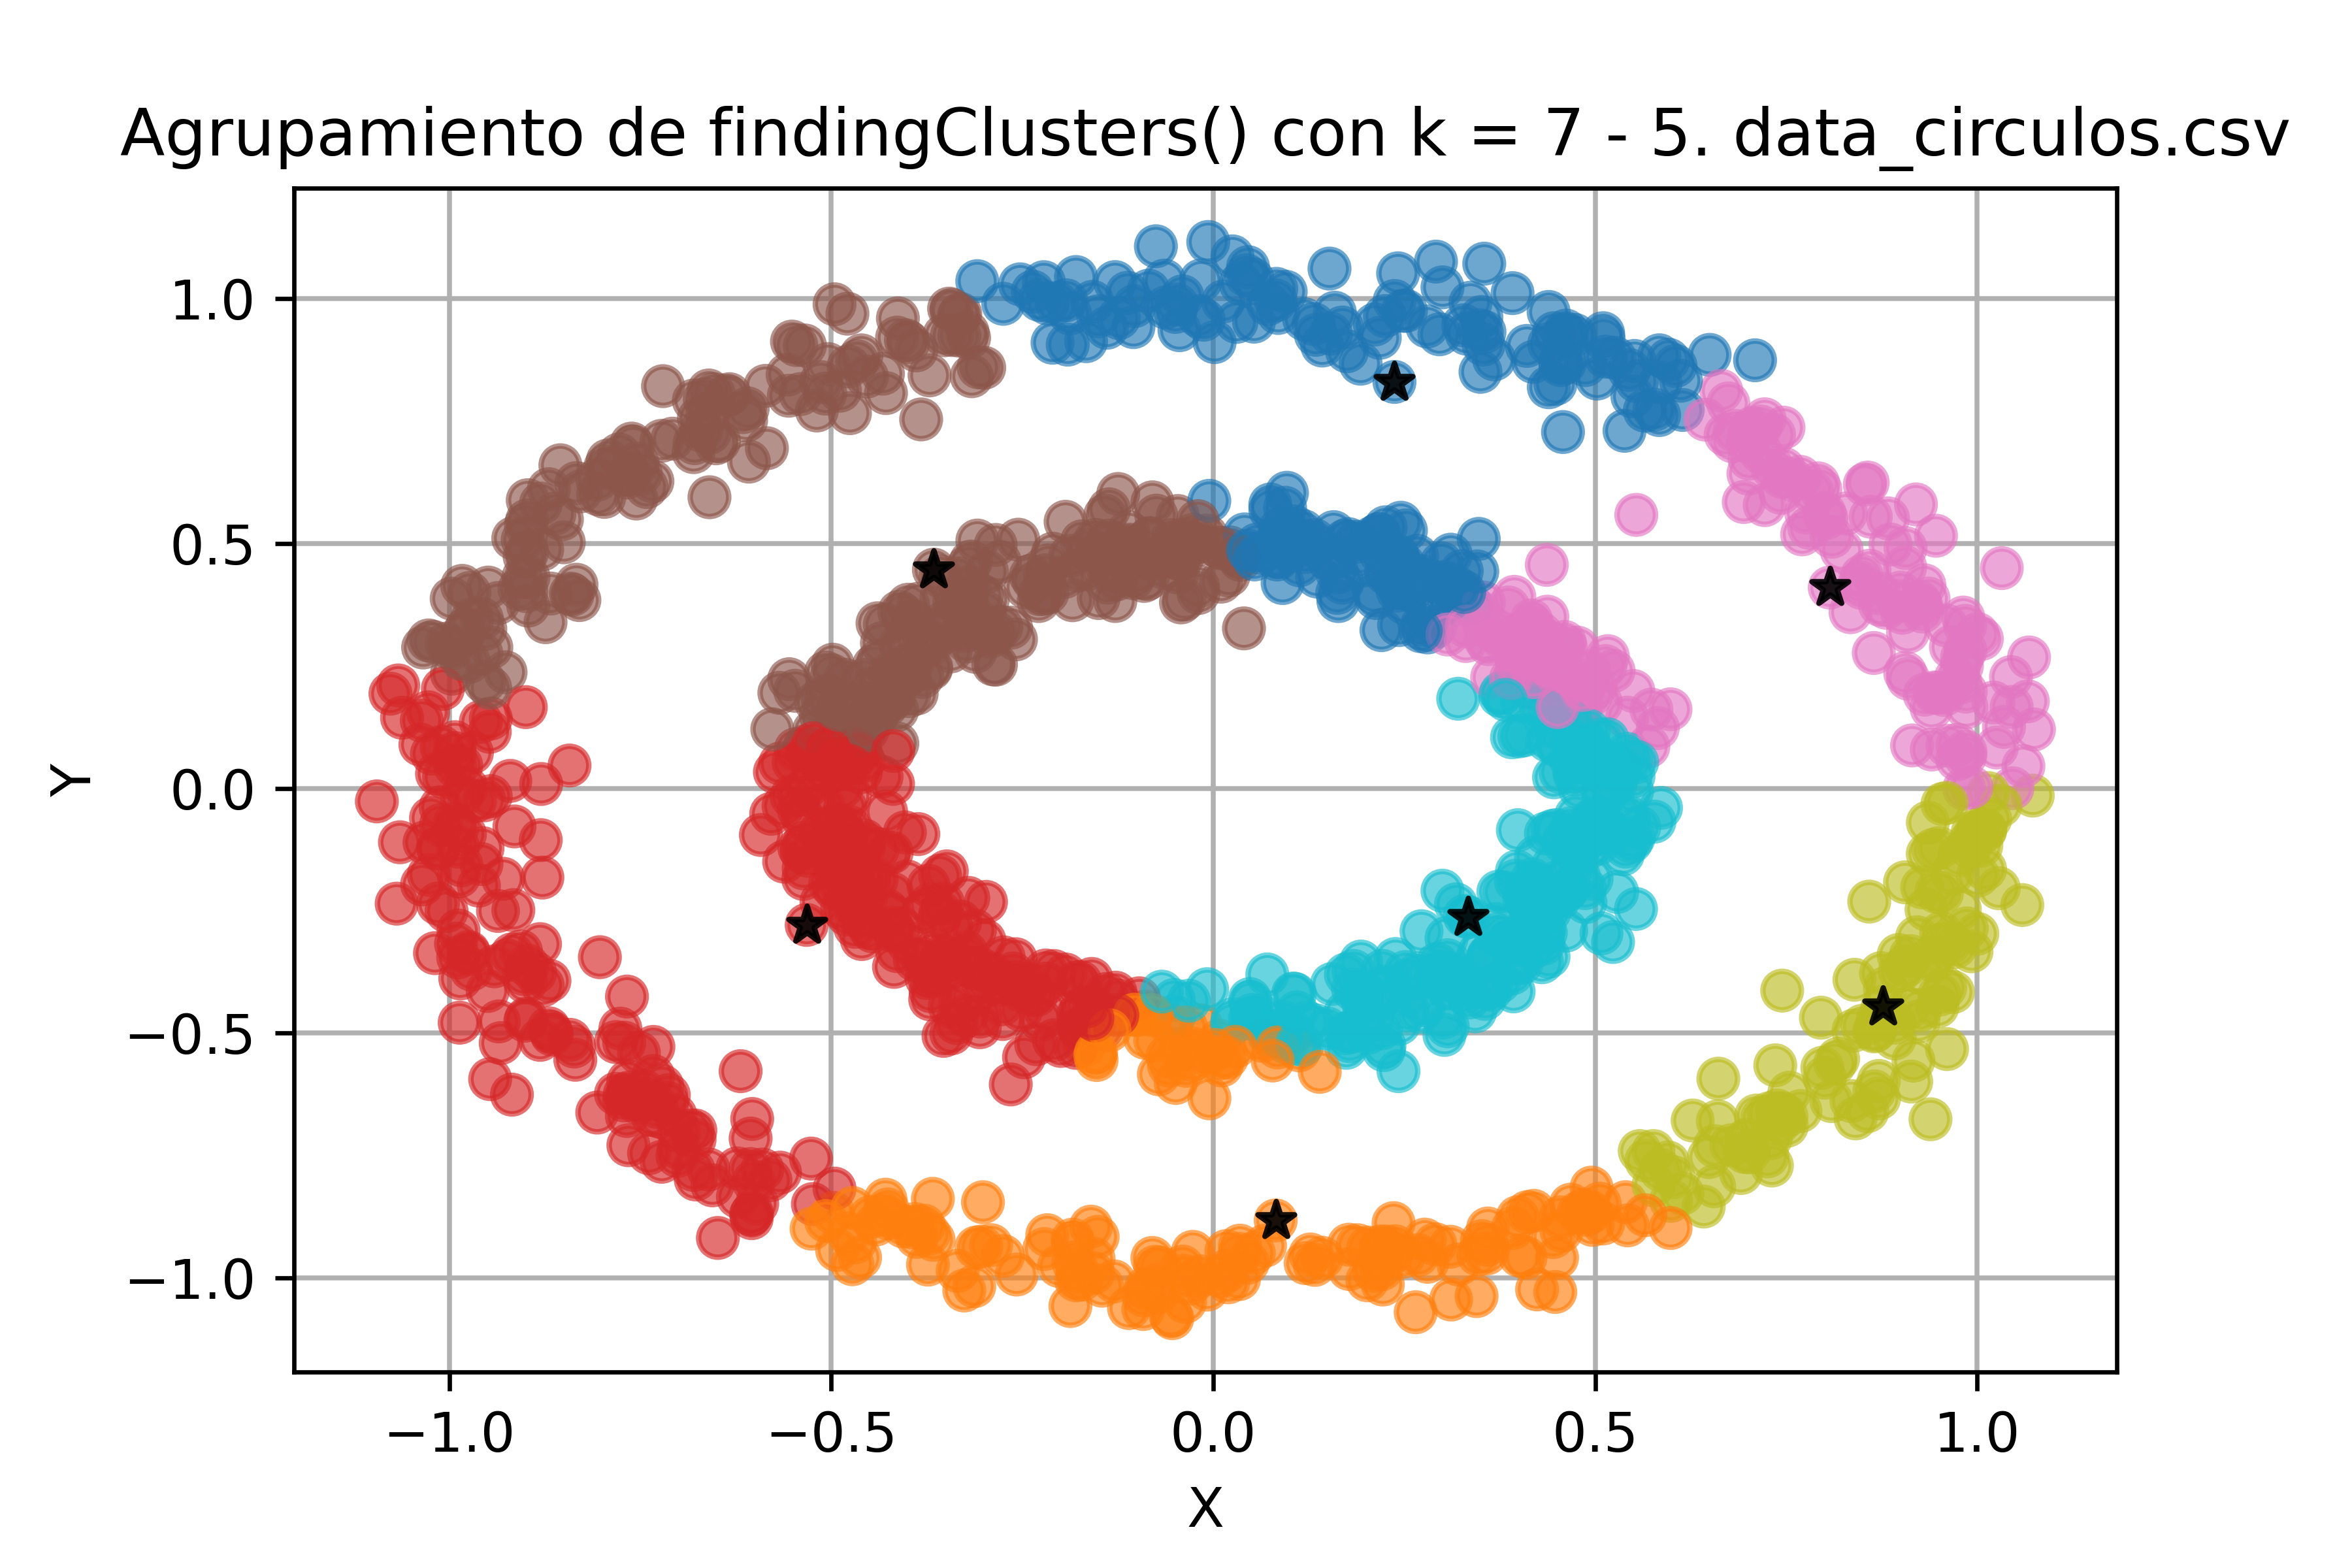 Agrupamiento de findingClusters() con k = 7 - 5. data_circulos.csv
Y
1.0
0.5
0.0
−0.5
−1.0
−1.0 −0.5 0.0 0.5 1.0
X